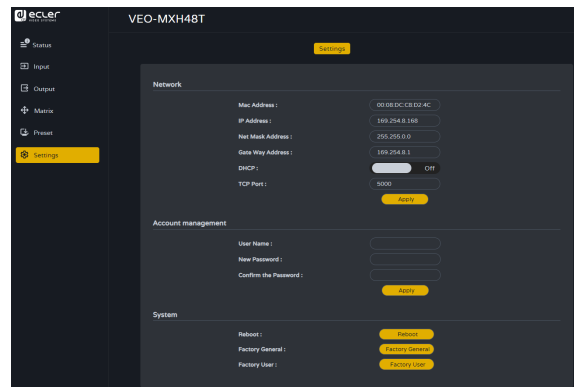 ecler
VEO-MXH48T
Status
Settings
Input
Output
Matrix
Preset
Settings
Network
Mac Address :
00:08:DC:C8:D2:4C
IP Address :
169.254.8.168
Net Mask Address :
255.255.0.0
Gate Way Address :
169.254.8.1
DHCP :
Off
TCP Port :
5000
Apply
Account management
User Name :
New Password :
Confirm the Password :
Apply
System
Reboot :
Reboot
Factory General :
Factory General
Factory User :
Factory User